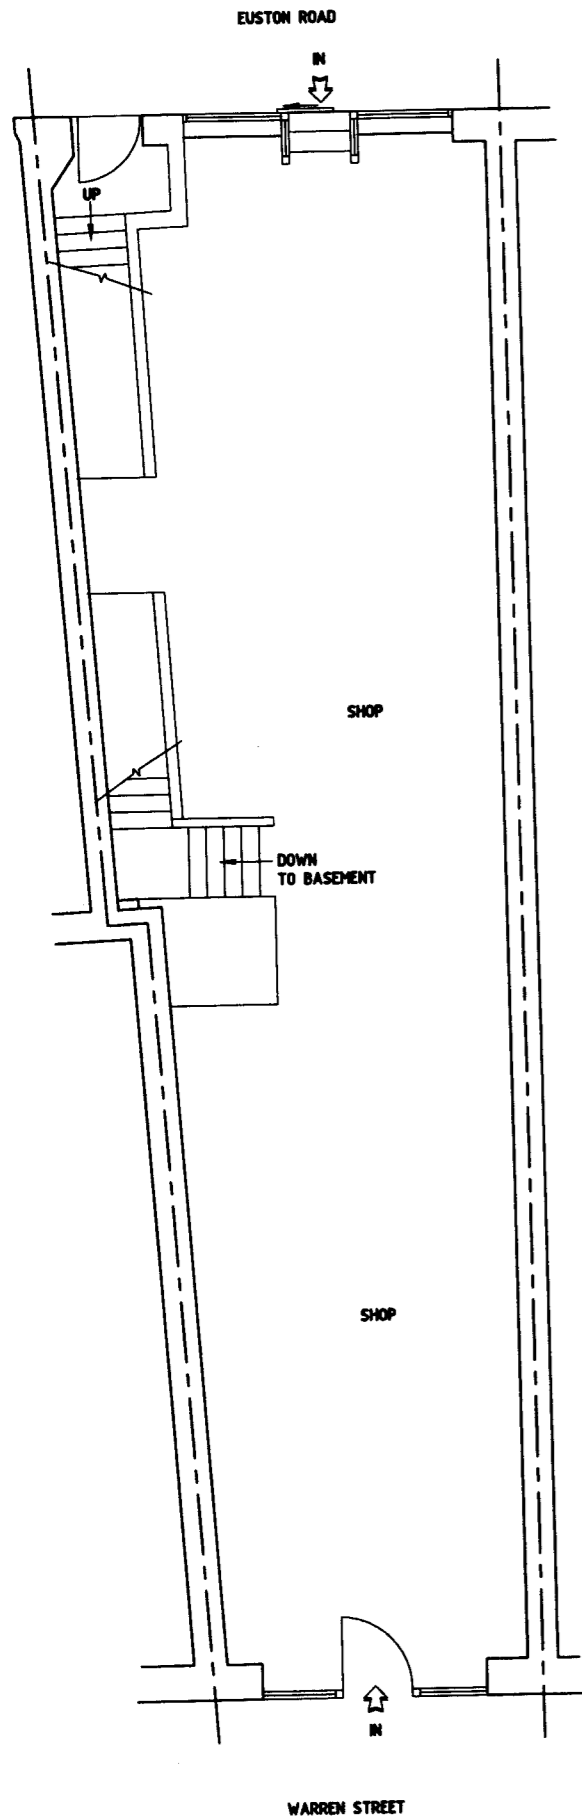 EUSTON ROAD
IN
UP
SHOP
DOWN
TO BASEMENT
SHOP
IN
WARREN STREET